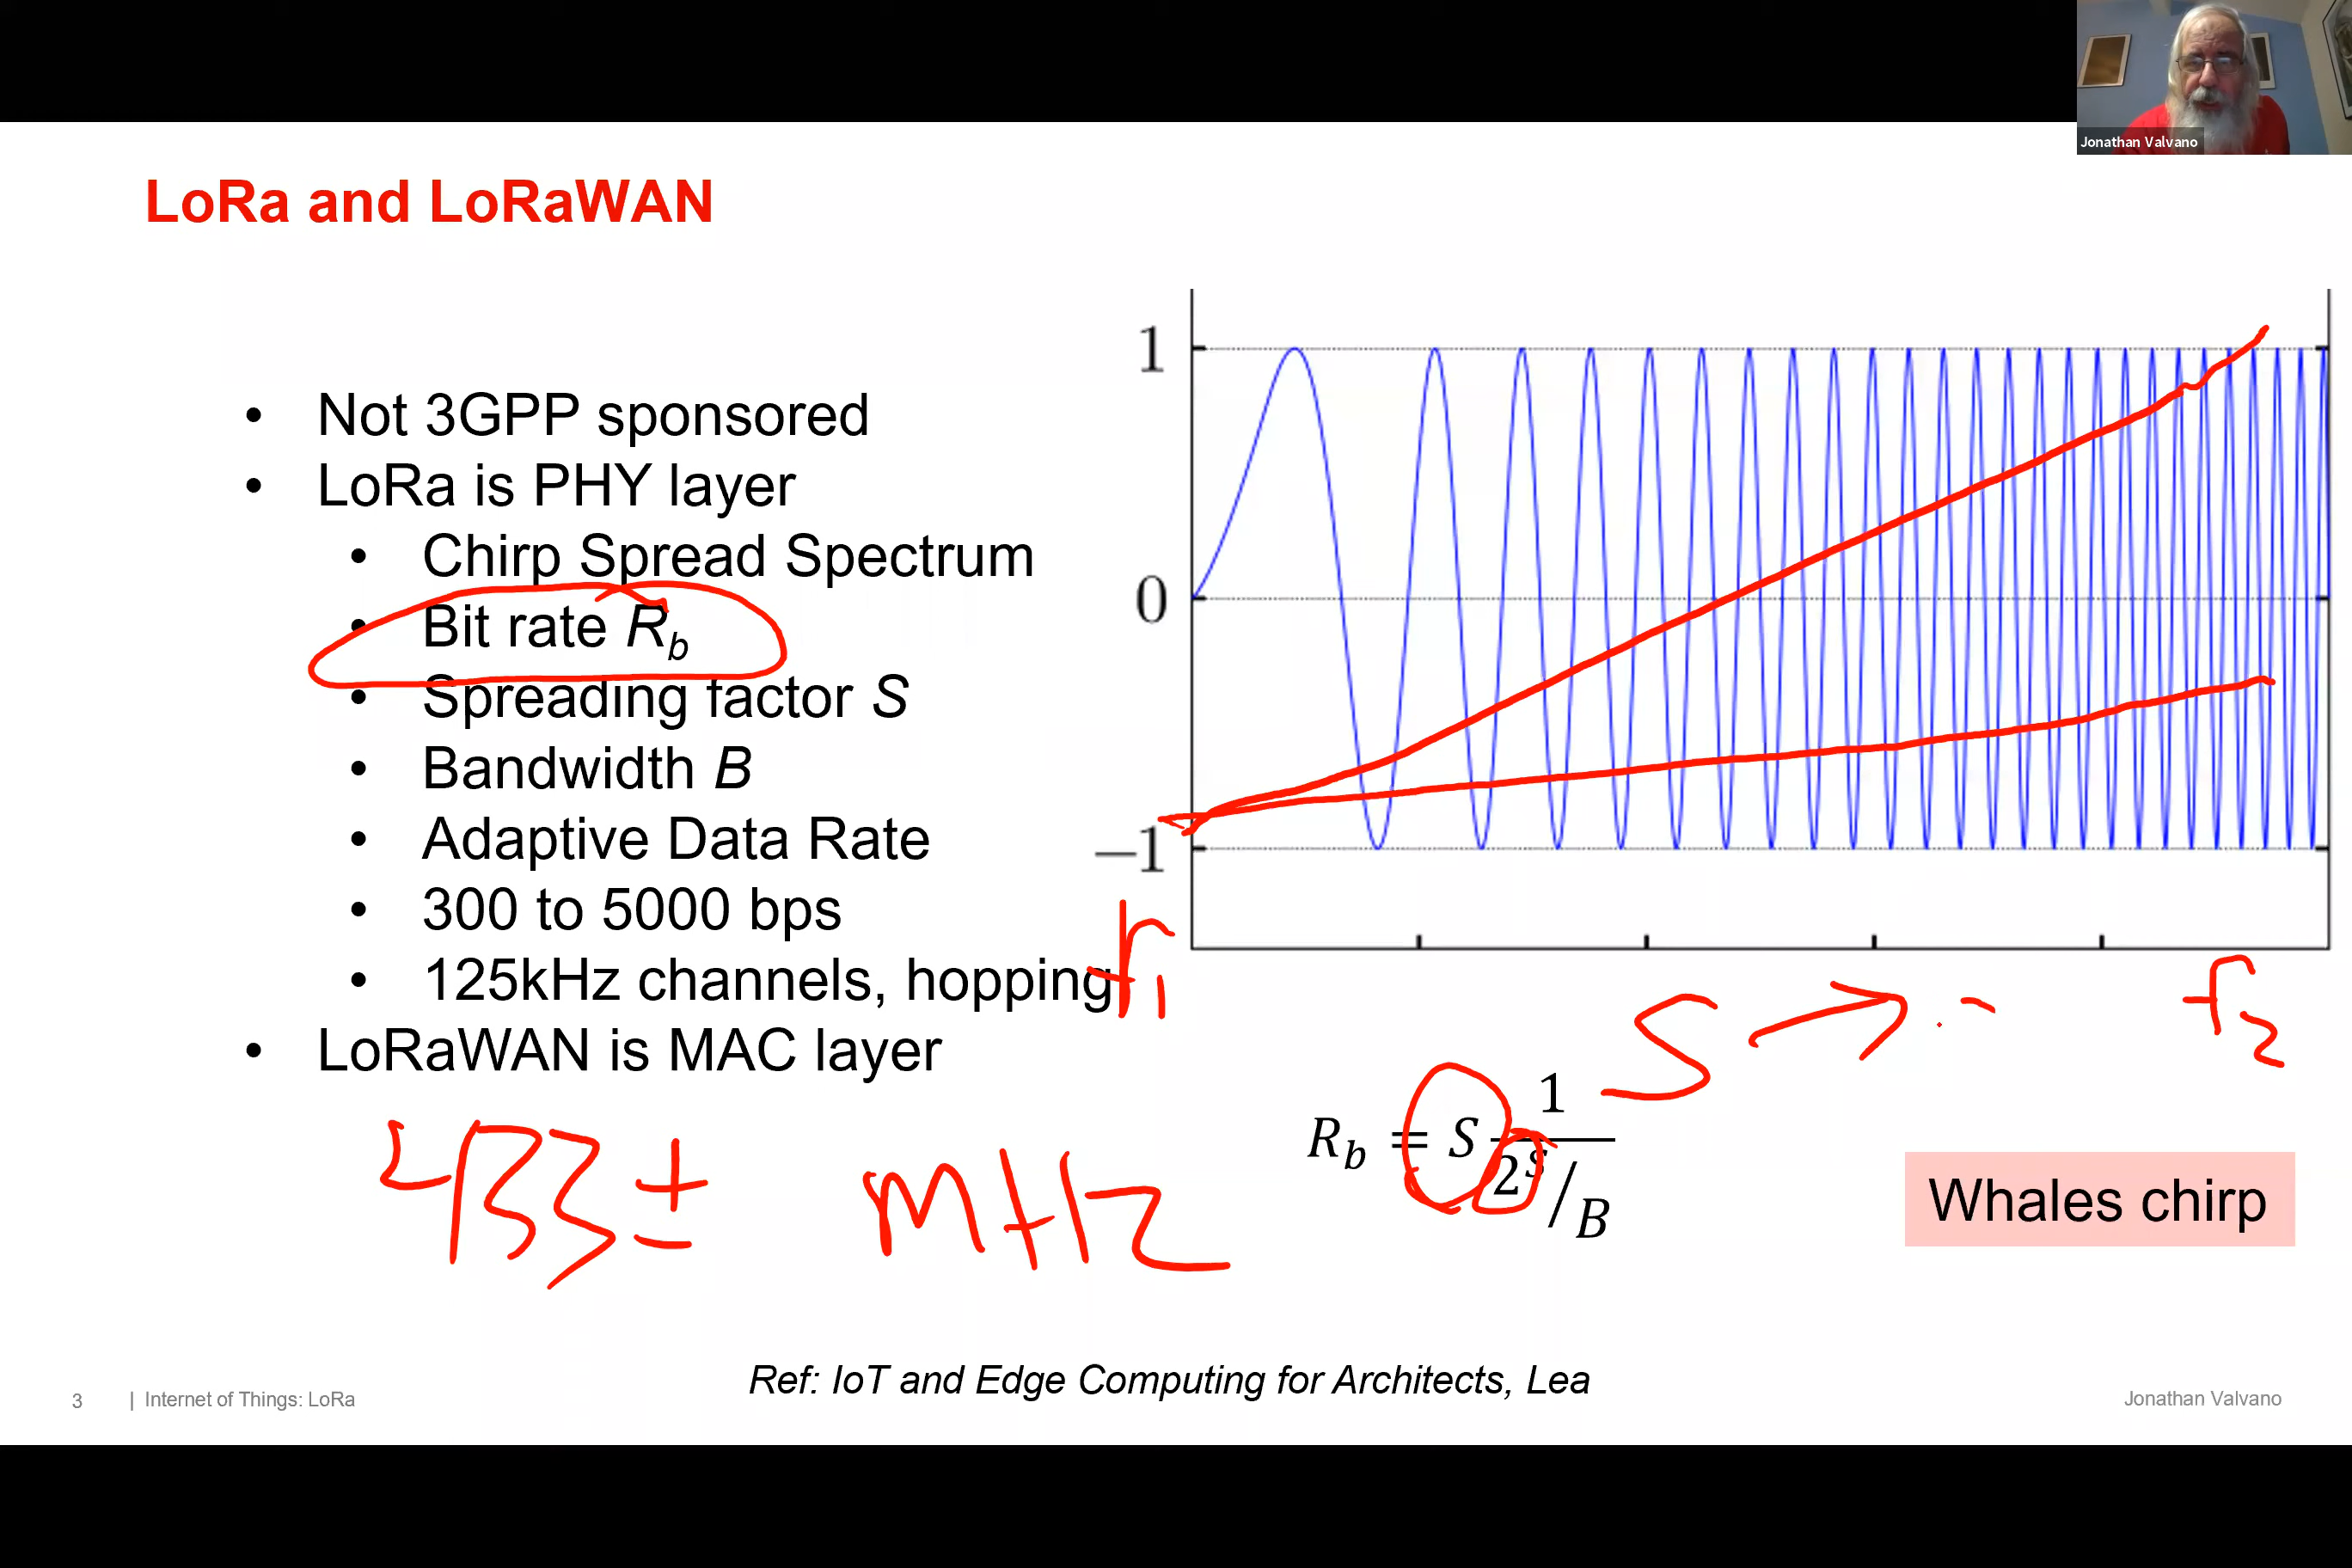 Jonathan Valvano
LoRa and LoRaWAN
• Not 3GPP sponsored
• LoRa is PHY layer
• Chirp Spread Spectrum
• Bit rate R_b
• Spreading factor S
• Bandwidth B
• Adaptive Data Rate
• 300 to 5000 bps
• 125kHz channels, hopping
• LoRaWAN is MAC layer
433 ± MHz
1
0
−1
f1
f2
S →
R_b = S 1 / 2^S/B
Whales chirp
Ref: IoT and Edge Computing for Architects, Lea
3 | Internet of Things: LoRa
Jonathan Valvano